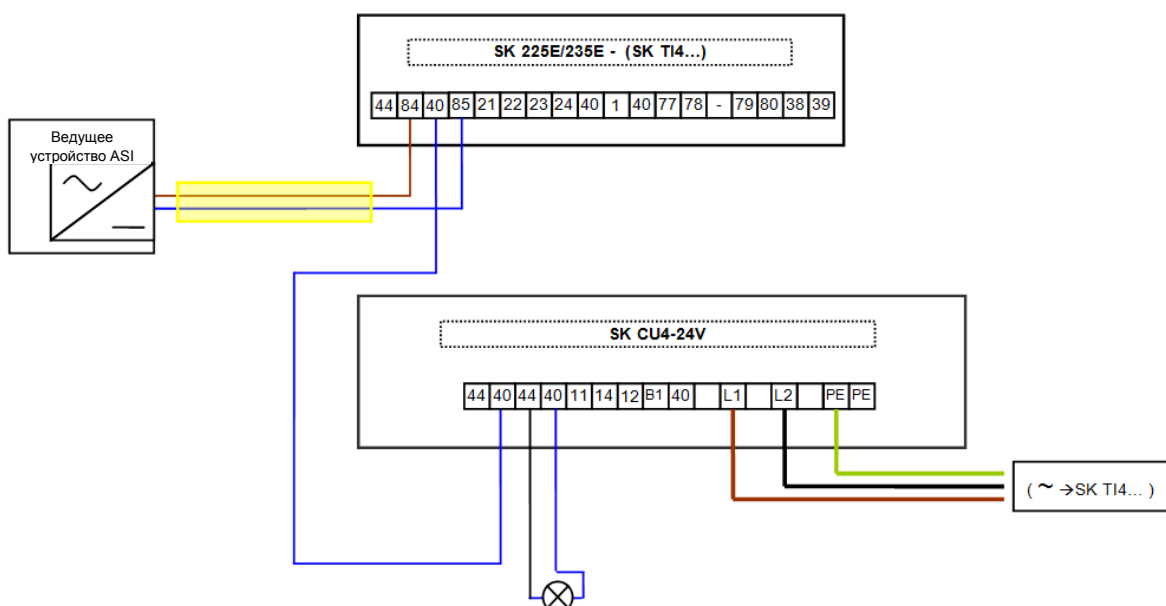 SK 225E/235E - (SK TI4...)
44 84 40 85 21 22 23 24 40 1 40 77 78 - 79 80 38 39
Ведущее
устройство ASI
SK CU4-24V
44 40 44 40 11 14 12 B1 40 L1 L2 PE PE
( ~ →SK TI4... )